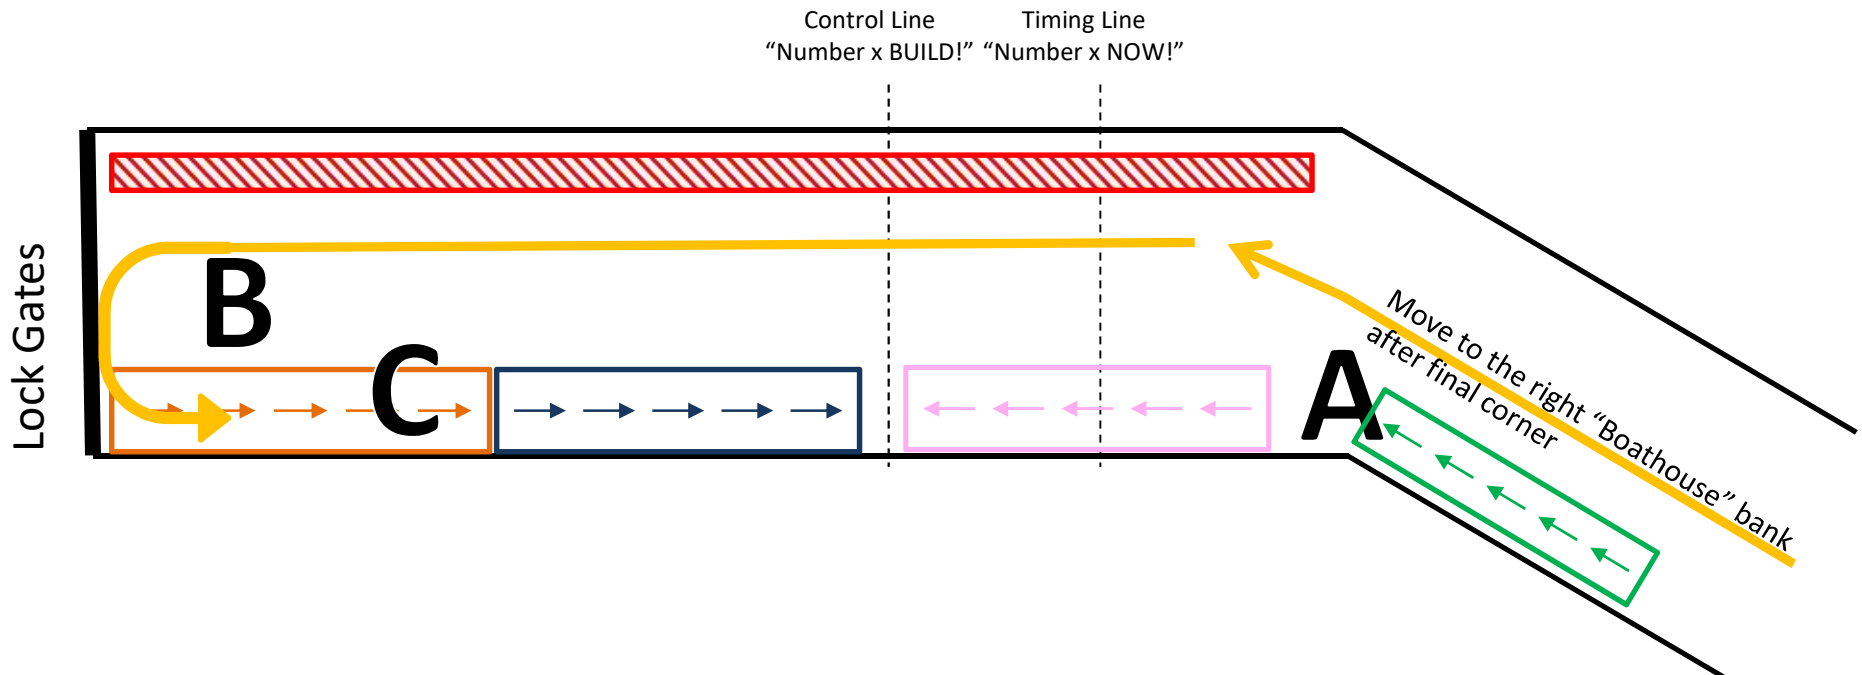 Control Line
“Number x BUILD!”
Timing Line
“Number x NOW!”
Lock Gates
B
C
A
Move to the right “Boathouse” bank
after final corner